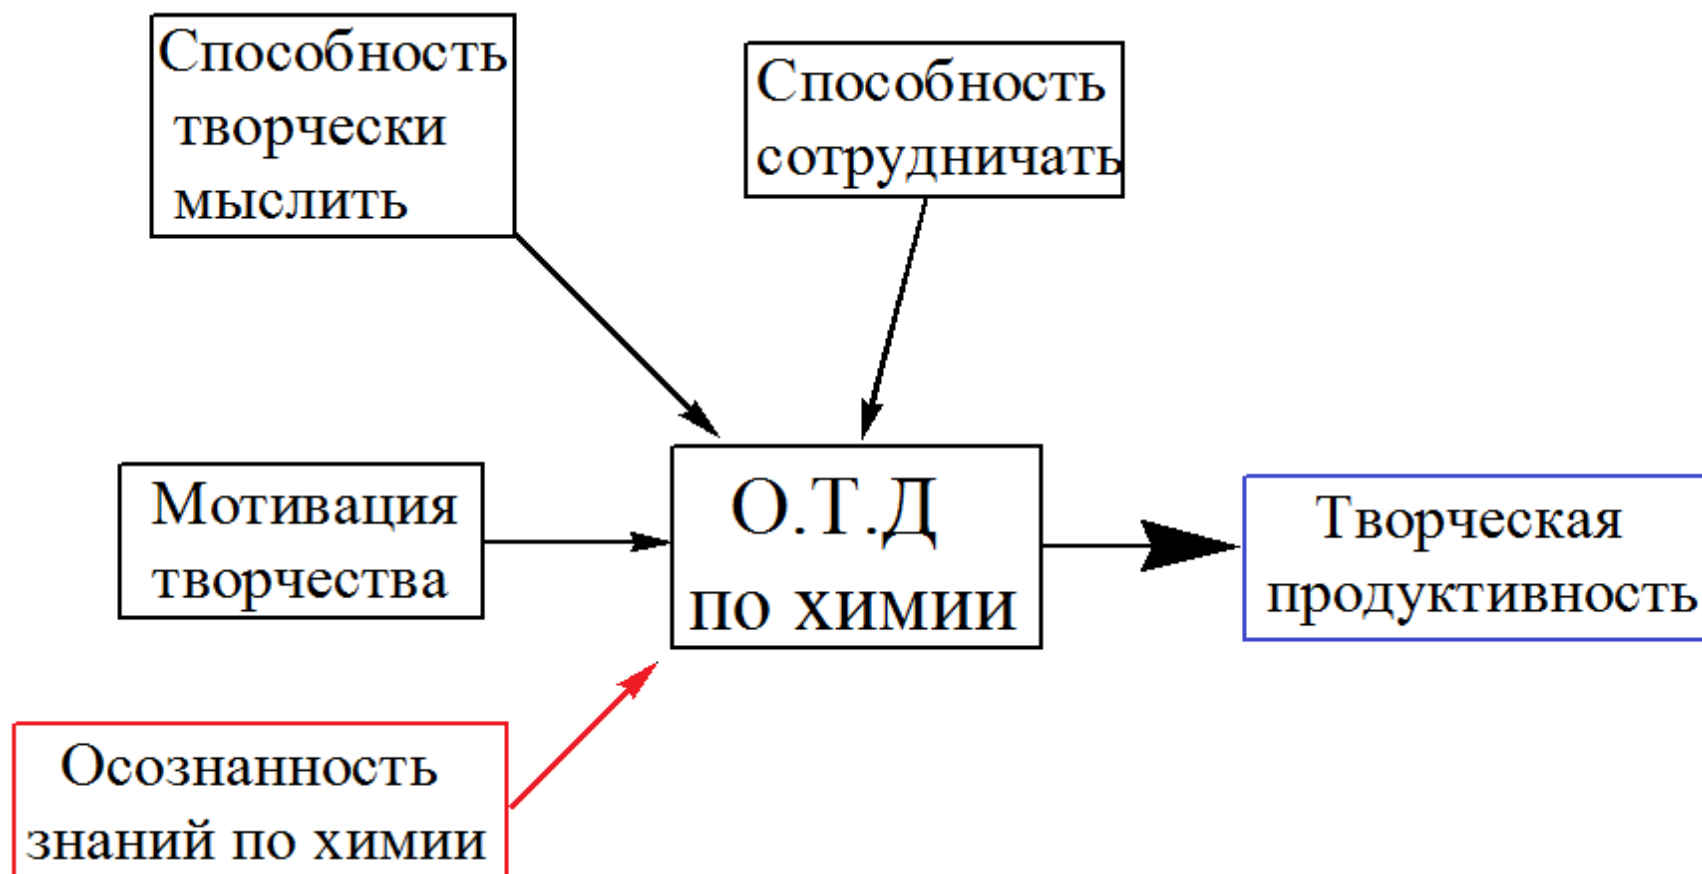 Способность
творчески
мыслить
Способность
сотрудничать
Мотивация
творчества
О.Т.Д
по химии
Творческая
продуктивность
Осознанность
знаний по химии